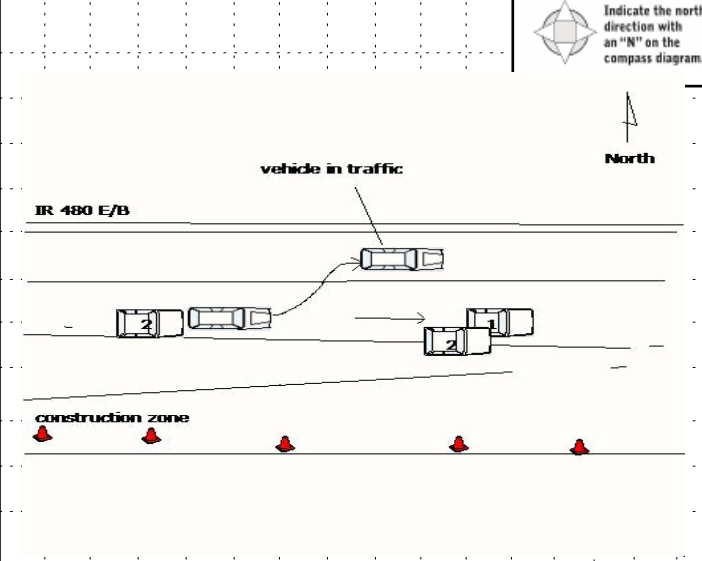 Indicate the north
direction with
an “N” on the
compass diagram.
North
vehicle in traffic
IR 480 E/B
2
1
2
construction zone